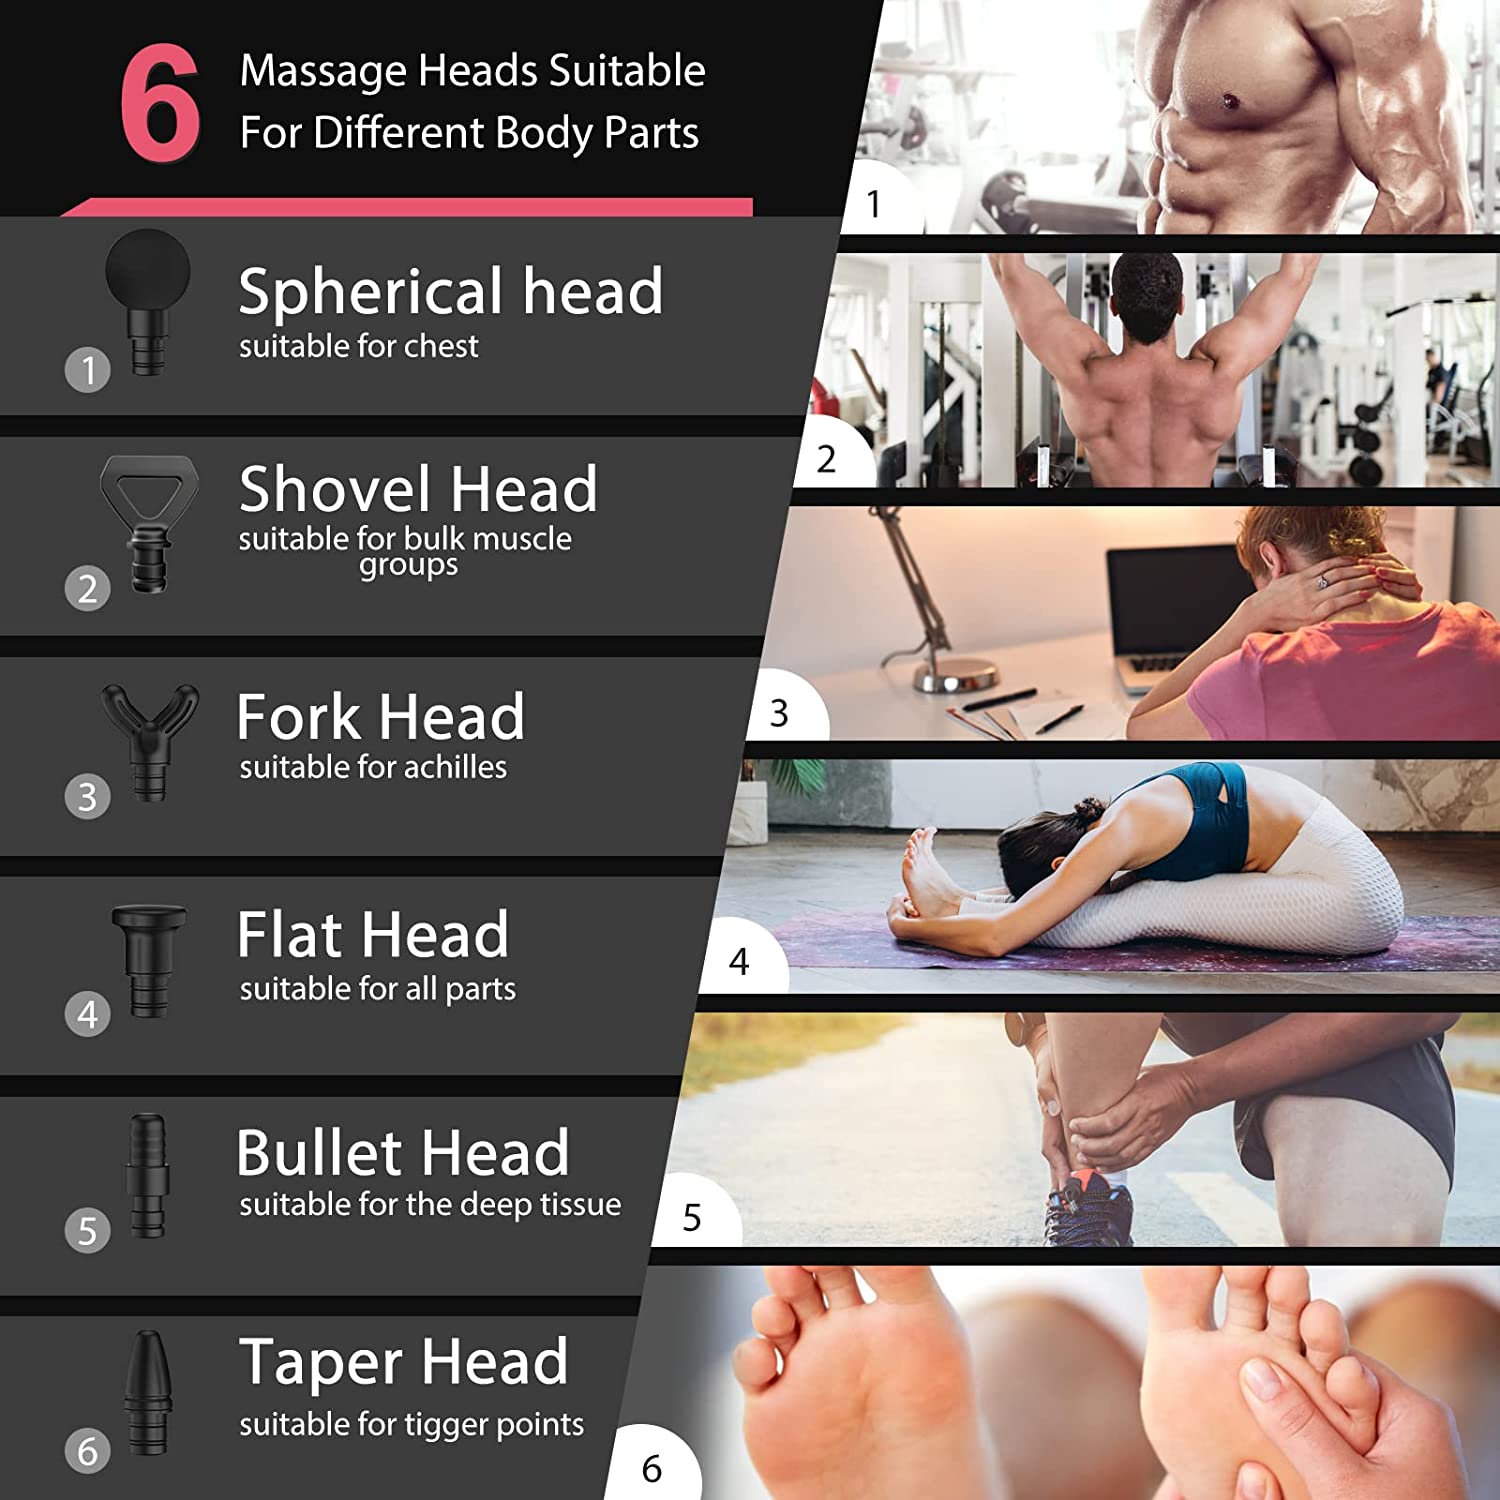 6
Massage Heads Suitable
For Different Body Parts
Spherical head
suitable for chest
1
Shovel Head
suitable for bulk muscle
groups
2
Fork Head
suitable for achilles
3
Flat Head
suitable for all parts
4
Bullet Head
suitable for the deep tissue
5
Taper Head
suitable for tigger points
6
1
2
3
4
5
6